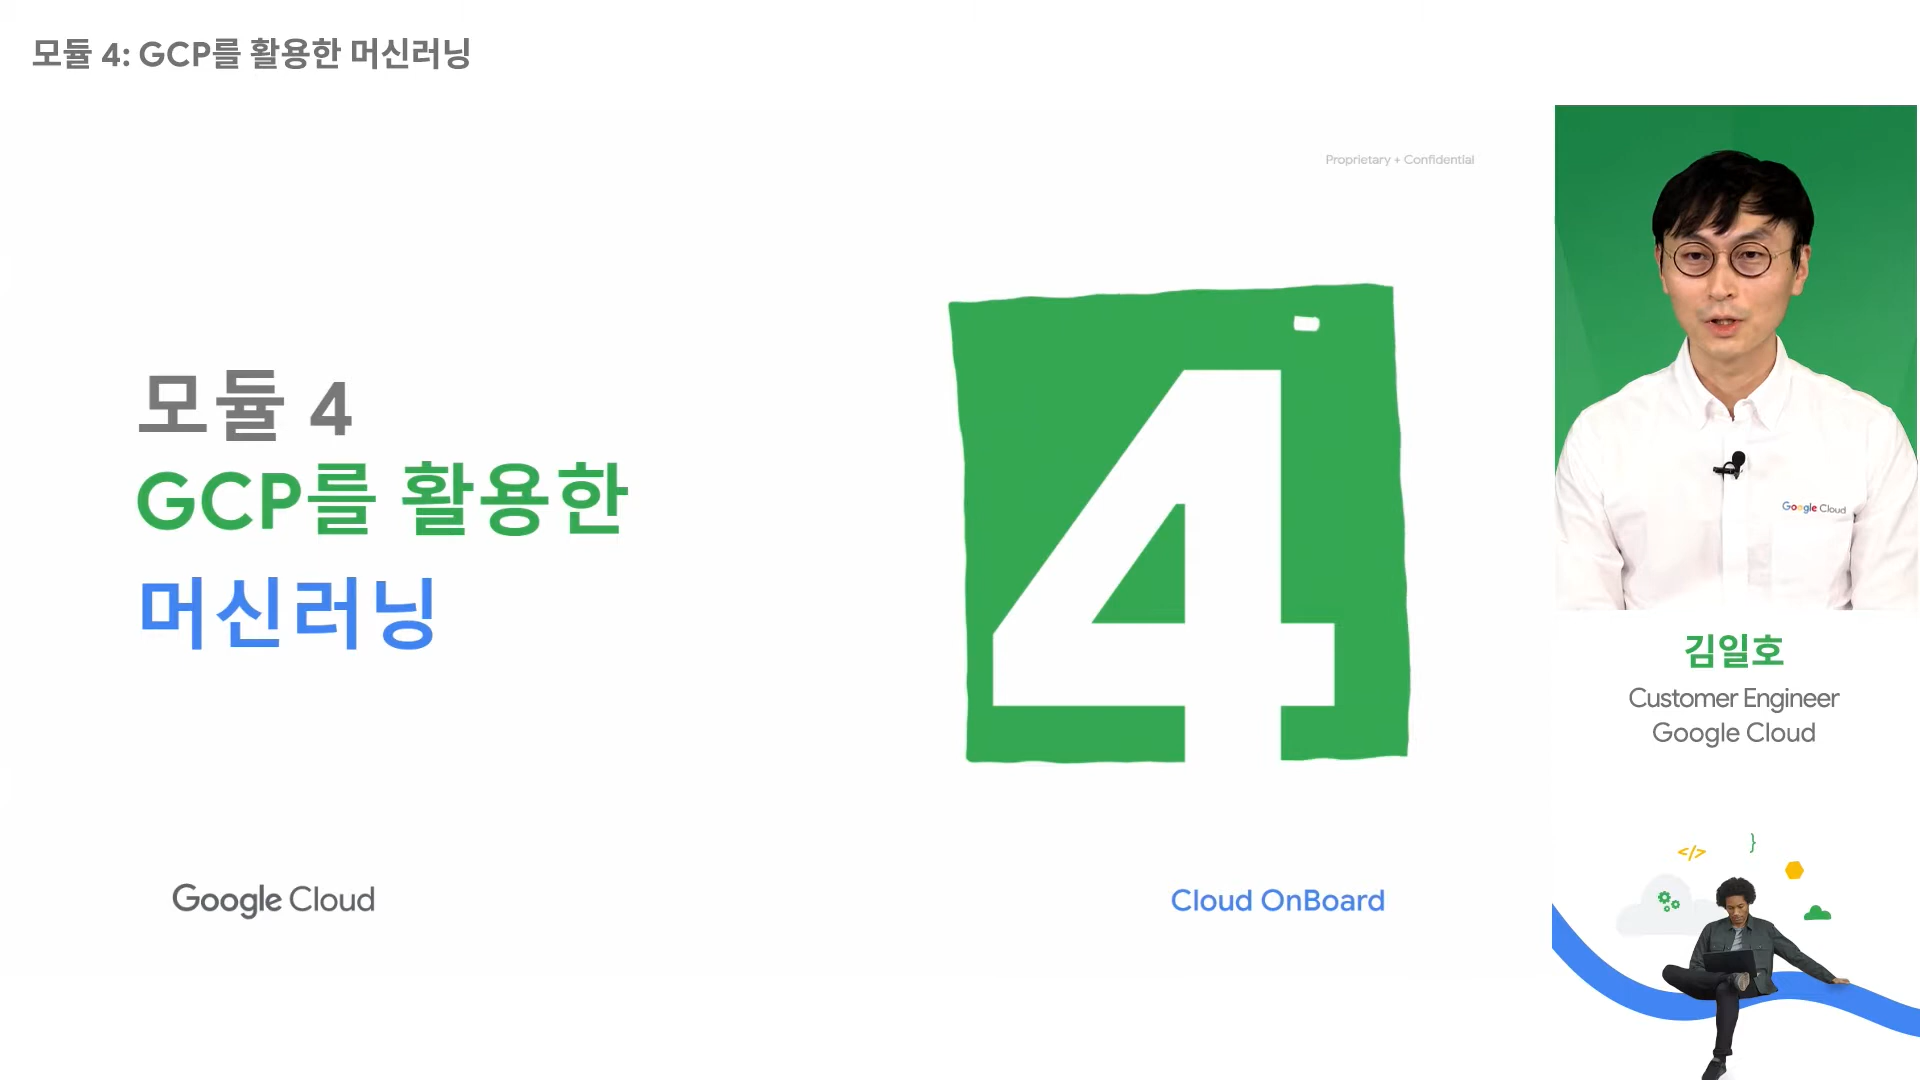 모듈 4: GCP를 활용한 머신러닝
Proprietary + Confidential
모듈 4
GCP를 활용한
머신러닝
4
Google Cloud
김일호
Customer Engineer
Google Cloud
</>
}
Google Cloud
Cloud OnBoard